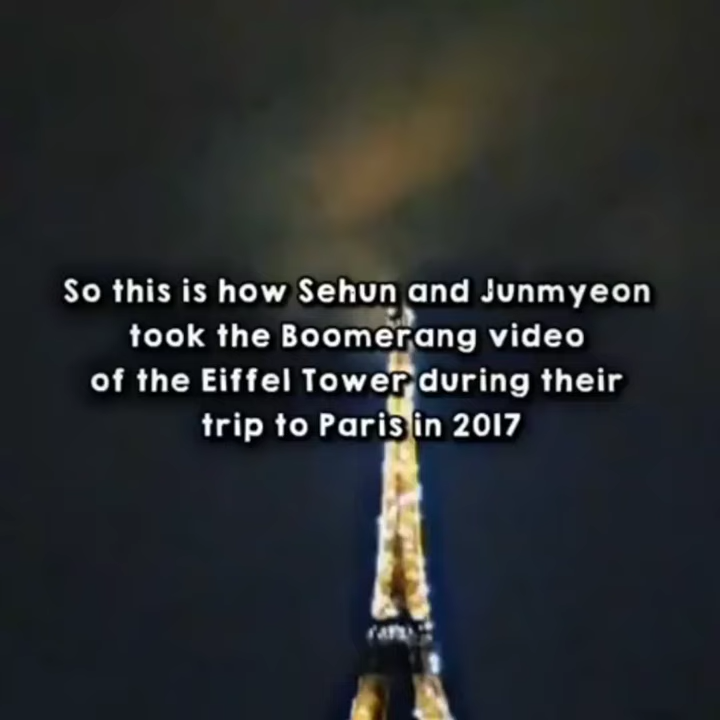 So this is how Sehun and Junmyeon
took the Boomerang video
of the Eiffel Tower during their
trip to Paris in 2017